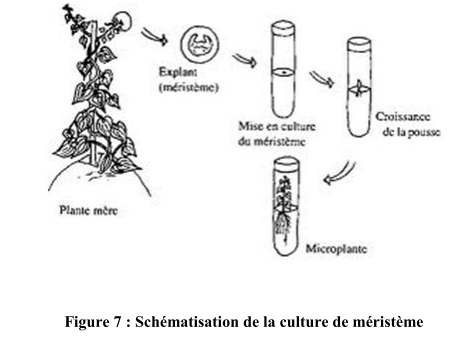 Explant
(méristème)
Mise en culture
du méristème
Croissance
de la pousse
Plante mère
Microplante
Figure 7 : Schématisation de la culture de méristème